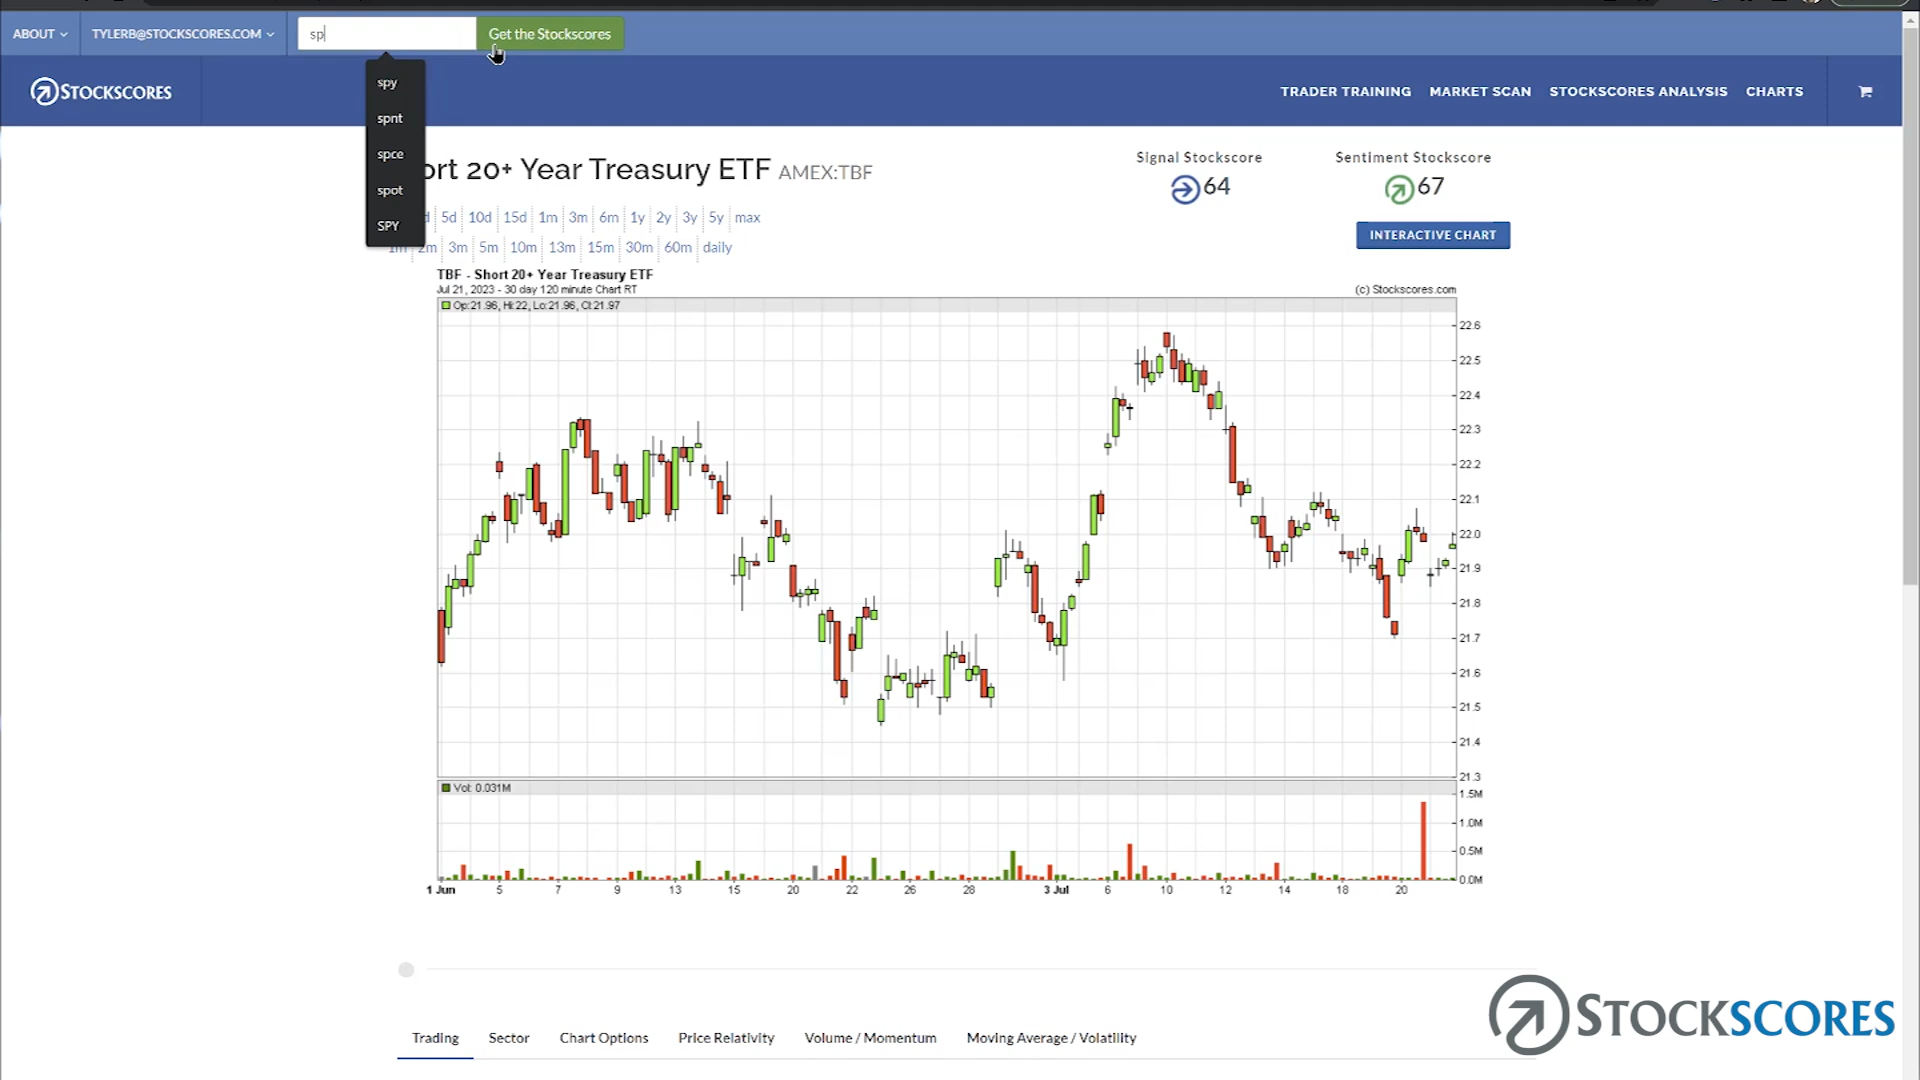 ABOUT
TYLERB@STOCKSCORES.COM
sp
Get the Stockscores
spy
spnt
spce
spot
SPY
STOCKSCORES
TRADER TRAINING
MARKET SCAN
STOCKSCORES ANALYSIS
CHARTS
ort 20+ Year Treasury ETF AMEX:TBF
Signal Stockscore
64
Sentiment Stockscore
67
INTERACTIVE CHART
d 5d 10d 15d 1m 3m 6m 1y 2y 3y 5y max
1m 2m 3m 5m 10m 13m 15m 30m 60m daily
TBF - Short 20+ Year Treasury ETF
Jul 21, 2023 - 30 day 120 minute Chart RT
(c) Stockscores.com
Op:21.96, Hi:22, Lo:21.96, Cl:21.97
22.6
22.5
22.4
22.3
22.2
22.1
22.0
21.9
21.8
21.7
21.6
21.5
21.4
21.3
Vol: 0.031M
1.5M
1.0M
0.5M
0.0M
1 Jun 5 7 9 13 15 20 22 26 28 3 Jul 6 10 12 14 18 20
Trading
Sector
Chart Options
Price Relativity
Volume / Momentum
Moving Average / Volatility
STOCKSCORES